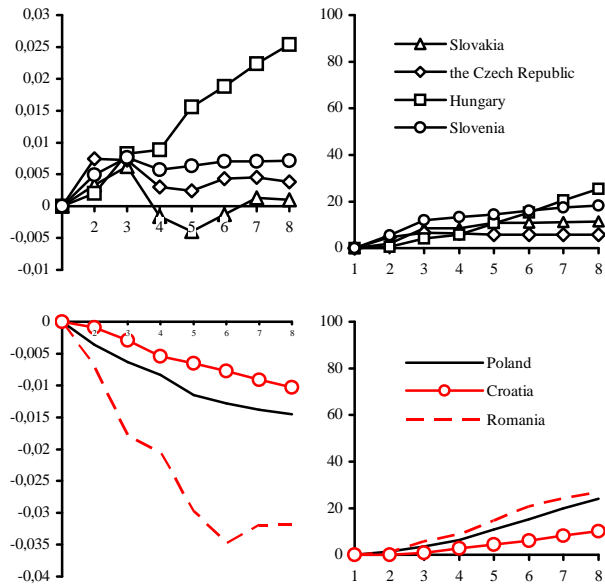 0,03
0,025
0,02
0,015
0,01
0,005
0
-0,005
-0,01
2 3 4 5 6 7 8
100
80
60
40
20
0
1 2 3 4 5 6 7 8
Slovakia
the Czech Republic
Hungary
Slovenia
0
-0,005
-0,01
-0,015
-0,02
-0,025
-0,03
-0,035
-0,04
2 3 4 5 6 7 8
100
80
60
40
20
0
1 2 3 4 5 6 7 8
Poland
Croatia
Romania